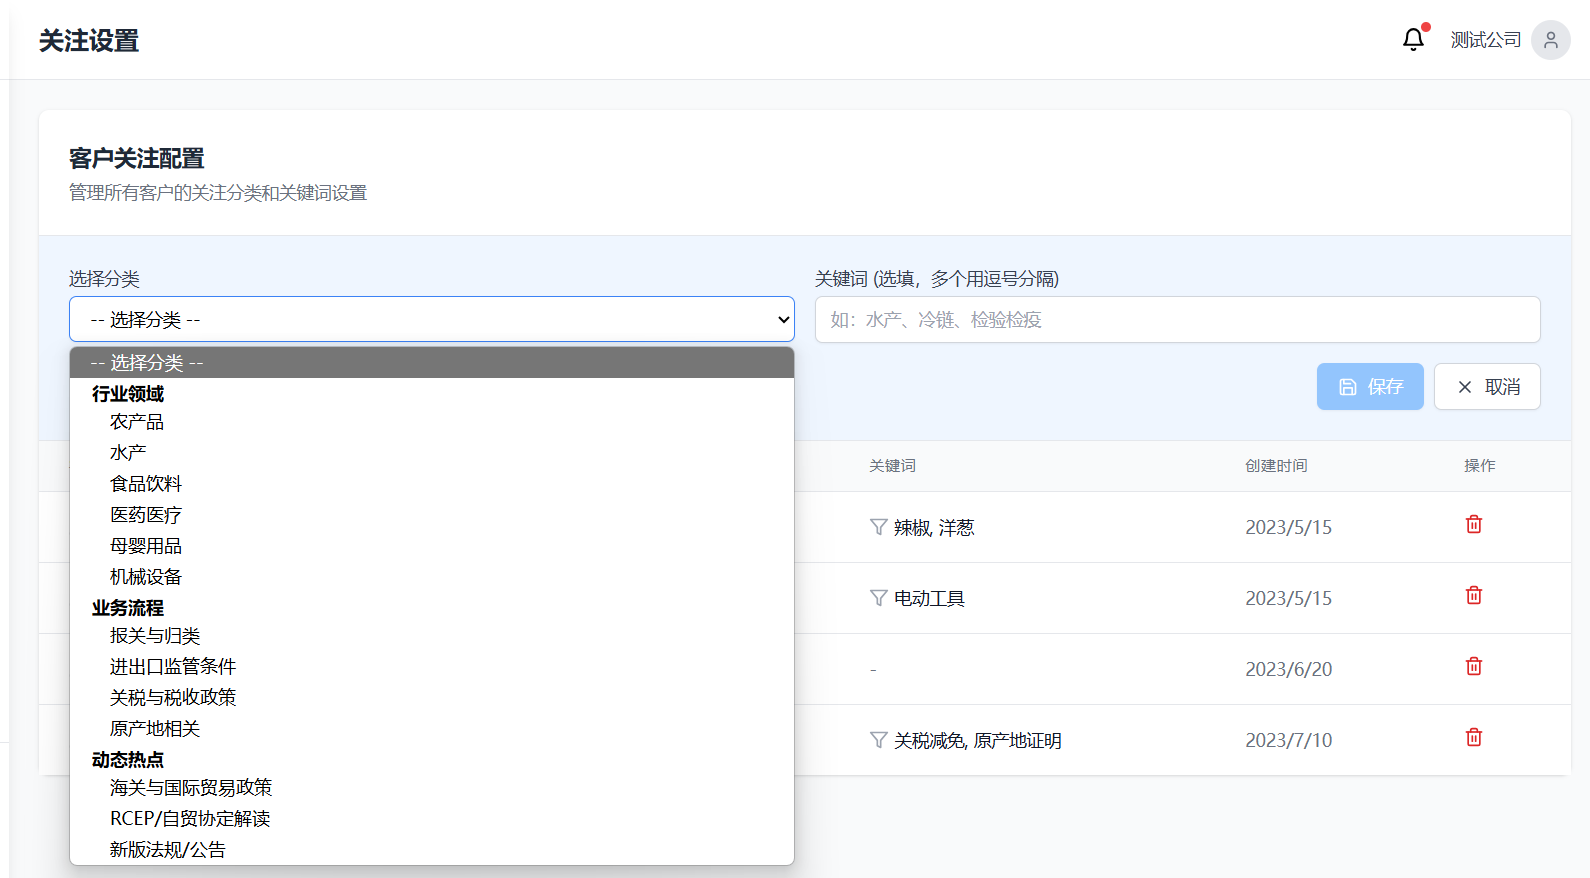 关注设置
测试公司
客户关注配置
管理所有客户的关注分类和关键词设置
选择分类
关键词 (选填，多个用逗号分隔)
-- 选择分类 --
如：水产、冷链、检验检疫
-- 选择分类 --
行业领域
农产品
水产
食品饮料
医药医疗
母婴用品
机械设备
业务流程
报关与归类
进出口监管条件
关税与税收政策
原产地相关
动态热点
海关与国际贸易政策
RCEP/自贸协定解读
新版法规/公告
保存
取消
关键词 创建时间 操作
辣椒, 洋葱 2023/5/15
电动工具 2023/5/15
- 2023/6/20
关税减免, 原产地证明 2023/7/10